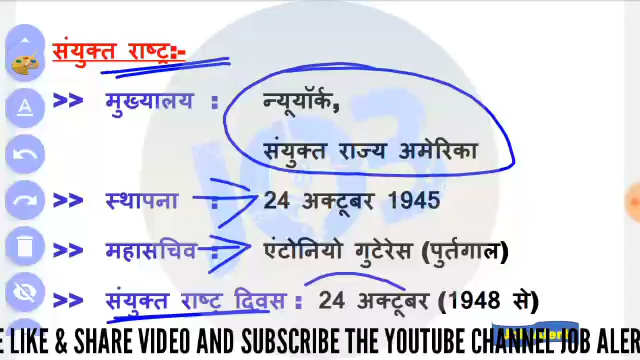 संयुक्त राष्ट्र:-
>> मुख्यालय : न्यूयॉर्क,
संयुक्त राज्य अमेरिका
>> स्थापना : 24 अक्टूबर 1945
>> महासचिव : एंटोनियो गुटेरेस (पुर्तगाल)
>> संयुक्त राष्ट्र दिवस : 24 अक्टूबर (1948 से)
LIKE & SHARE VIDEO AND SUBSCRIBE THE YOUTUBE CHANNEL JOB ALER